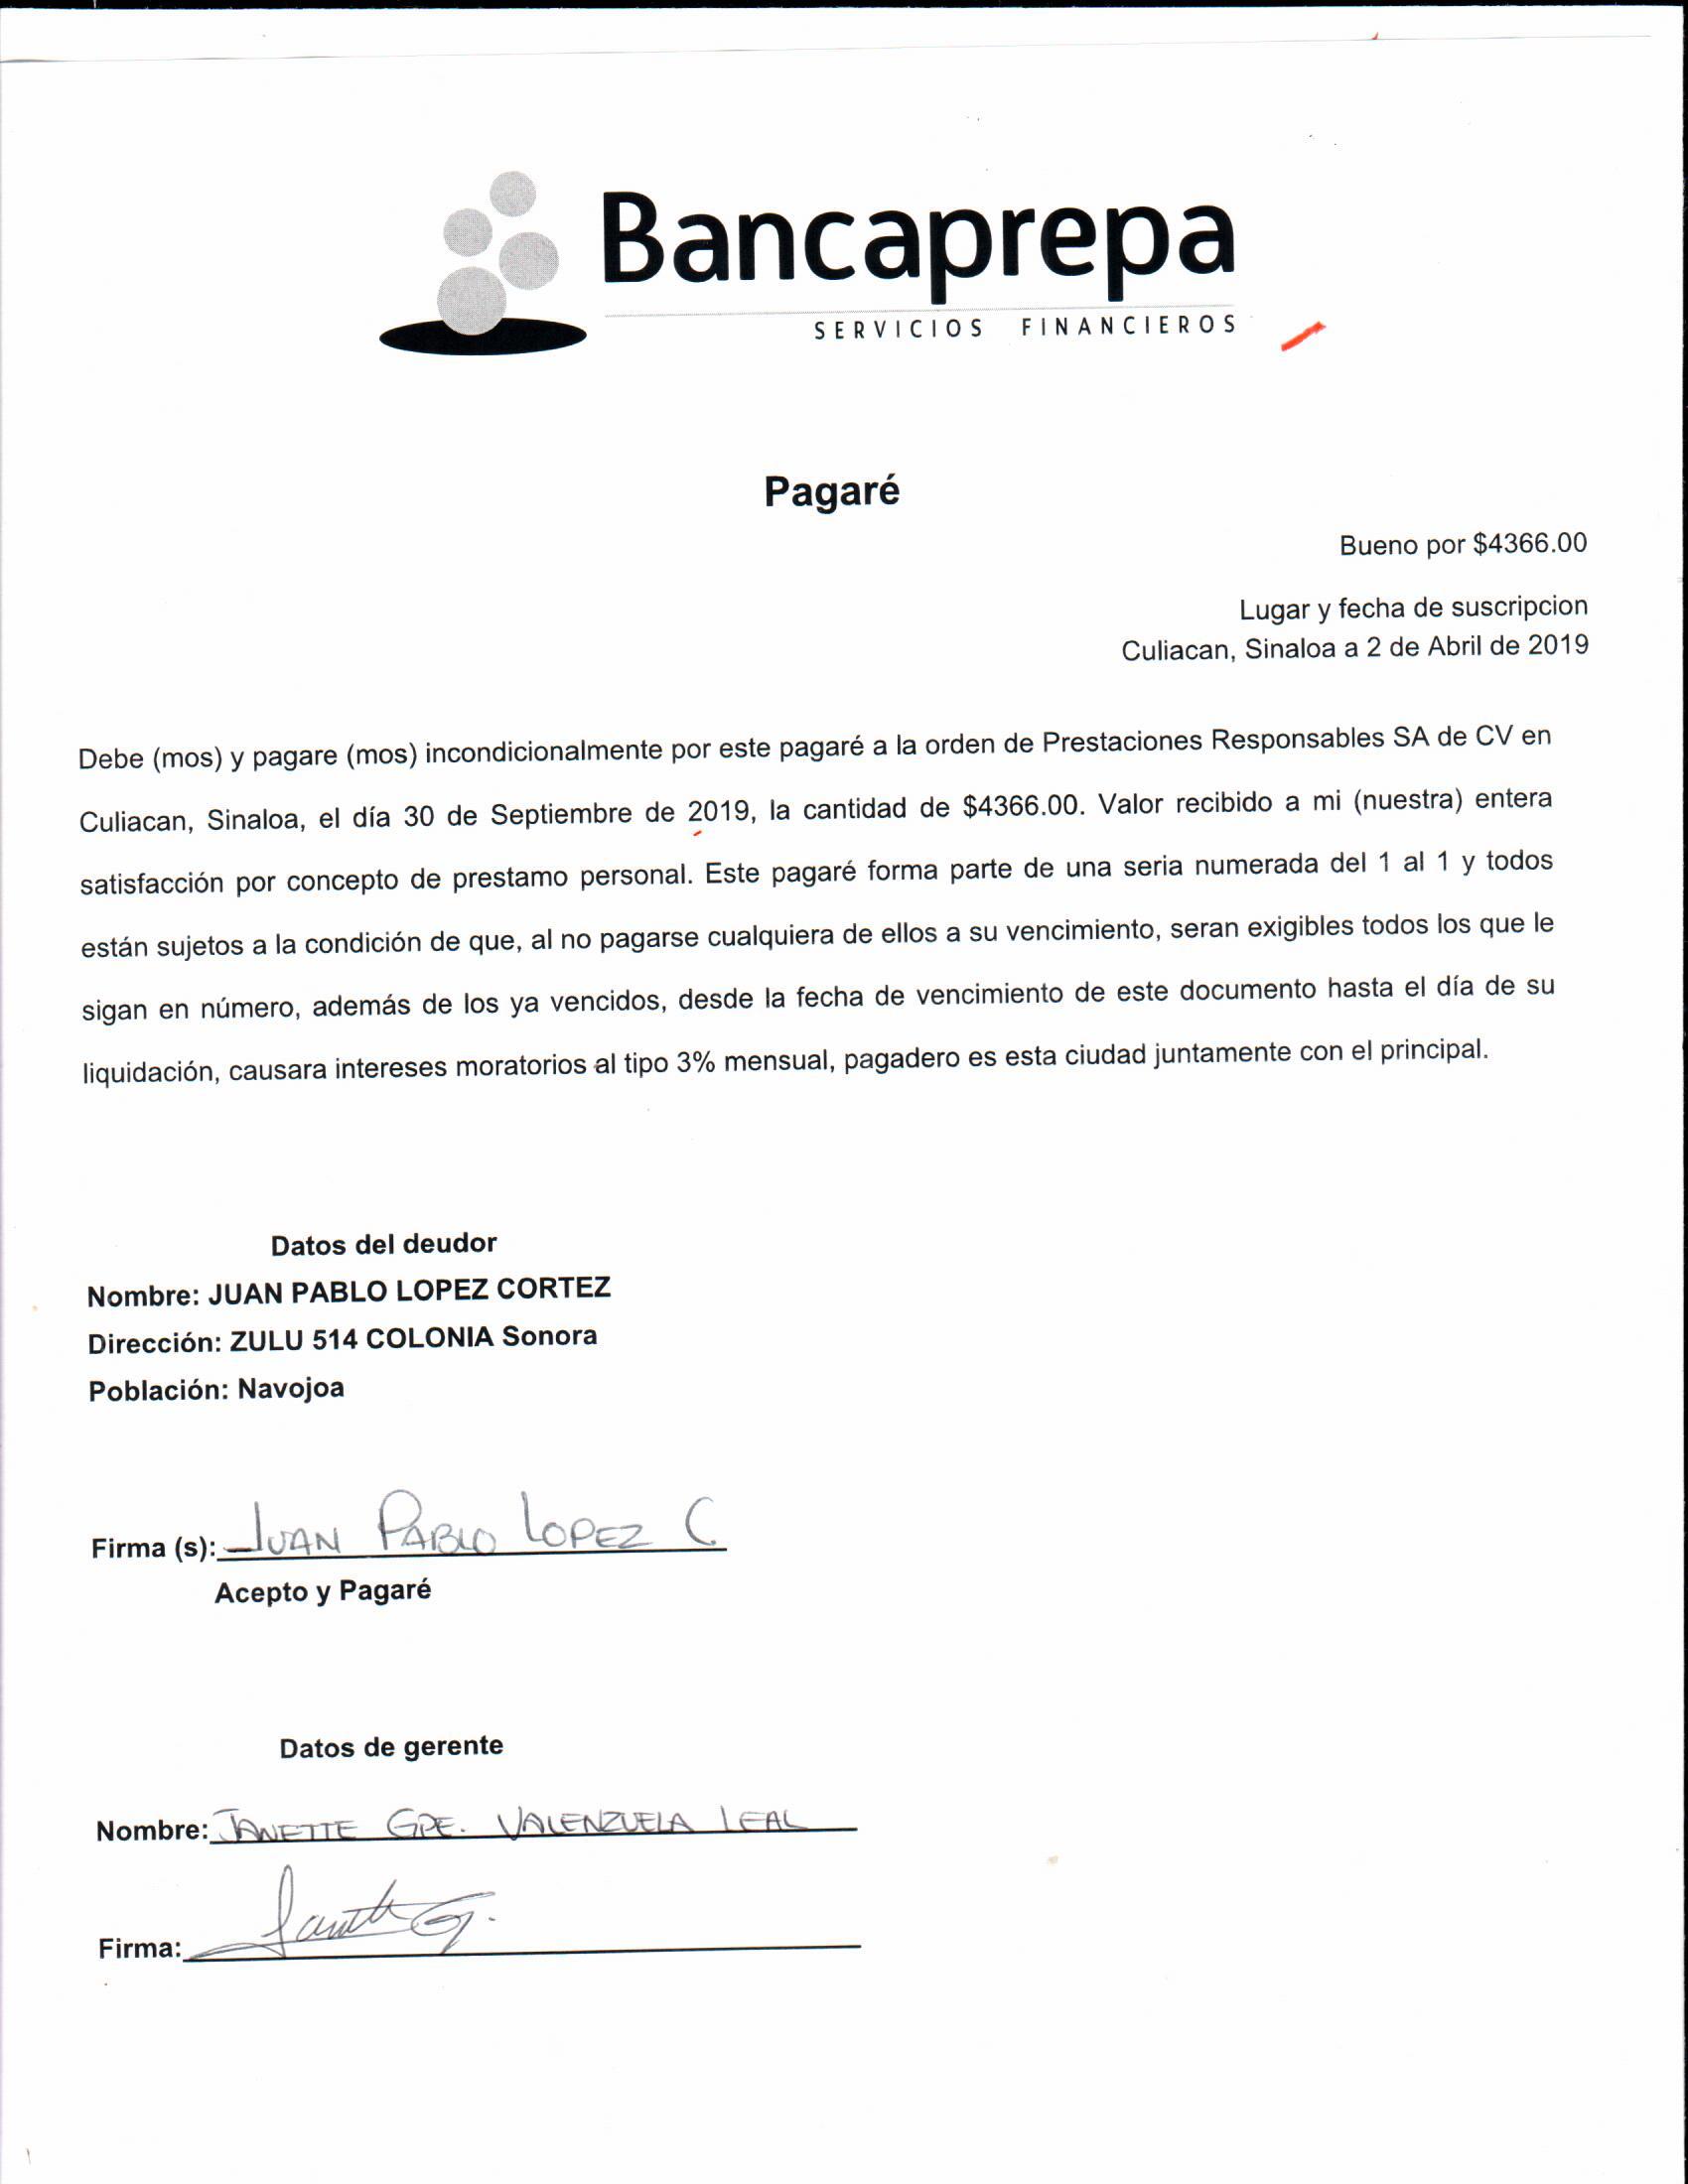 Bancaprepa
SERVICIOS FINANCIEROS
Pagaré
Bueno por $4366.00
Lugar y fecha de suscripcion
Culiacan, Sinaloa a 2 de Abril de 2019
Debe (mos) y pagare (mos) incondicionalmente por este pagaré a la orden de Prestaciones Responsables SA de CV en
Culiacan, Sinaloa, el día 30 de Septiembre de 2019, la cantidad de $4366.00. Valor recibido a mi (nuestra) entera
satisfacción por concepto de prestamo personal. Este pagaré forma parte de una seria numerada del 1 al 1 y todos
están sujetos a la condición de que, al no pagarse cualquiera de ellos a su vencimiento, seran exigibles todos los que le
sigan en número, además de los ya vencidos, desde la fecha de vencimiento de este documento hasta el día de su
liquidación, causara intereses moratorios al tipo 3% mensual, pagadero es esta ciudad juntamente con el principal.
Datos del deudor
Nombre: JUAN PABLO LOPEZ CORTEZ
Dirección: ZULU 514 COLONIA Sonora
Población: Navojoa
Firma (s): JUAN PABLO LOPEZ C
Acepto y Pagaré
Datos de gerente
Nombre: JANETTE GPE. VALENZUELA LEAL
Firma: